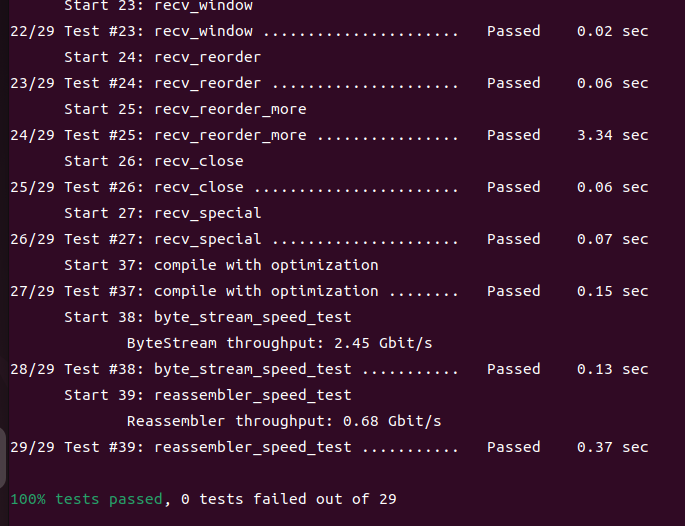 Start 23: recv_window
22/29 Test #23: recv_window ......................   Passed    0.02 sec
Start 24: recv_reorder
23/29 Test #24: recv_reorder .....................   Passed    0.06 sec
Start 25: recv_reorder_more
24/29 Test #25: recv_reorder_more ................   Passed    3.34 sec
Start 26: recv_close
25/29 Test #26: recv_close .......................   Passed    0.06 sec
Start 27: recv_special
26/29 Test #27: recv_special .....................   Passed    0.07 sec
Start 37: compile with optimization
27/29 Test #37: compile with optimization ........   Passed    0.15 sec
Start 38: byte_stream_speed_test
ByteStream throughput: 2.45 Gbit/s
28/29 Test #38: byte_stream_speed_test ...........   Passed    0.13 sec
Start 39: reassembler_speed_test
Reassembler throughput: 0.68 Gbit/s
29/29 Test #39: reassembler_speed_test ...........   Passed    0.37 sec
100% tests passed, 0 tests failed out of 29